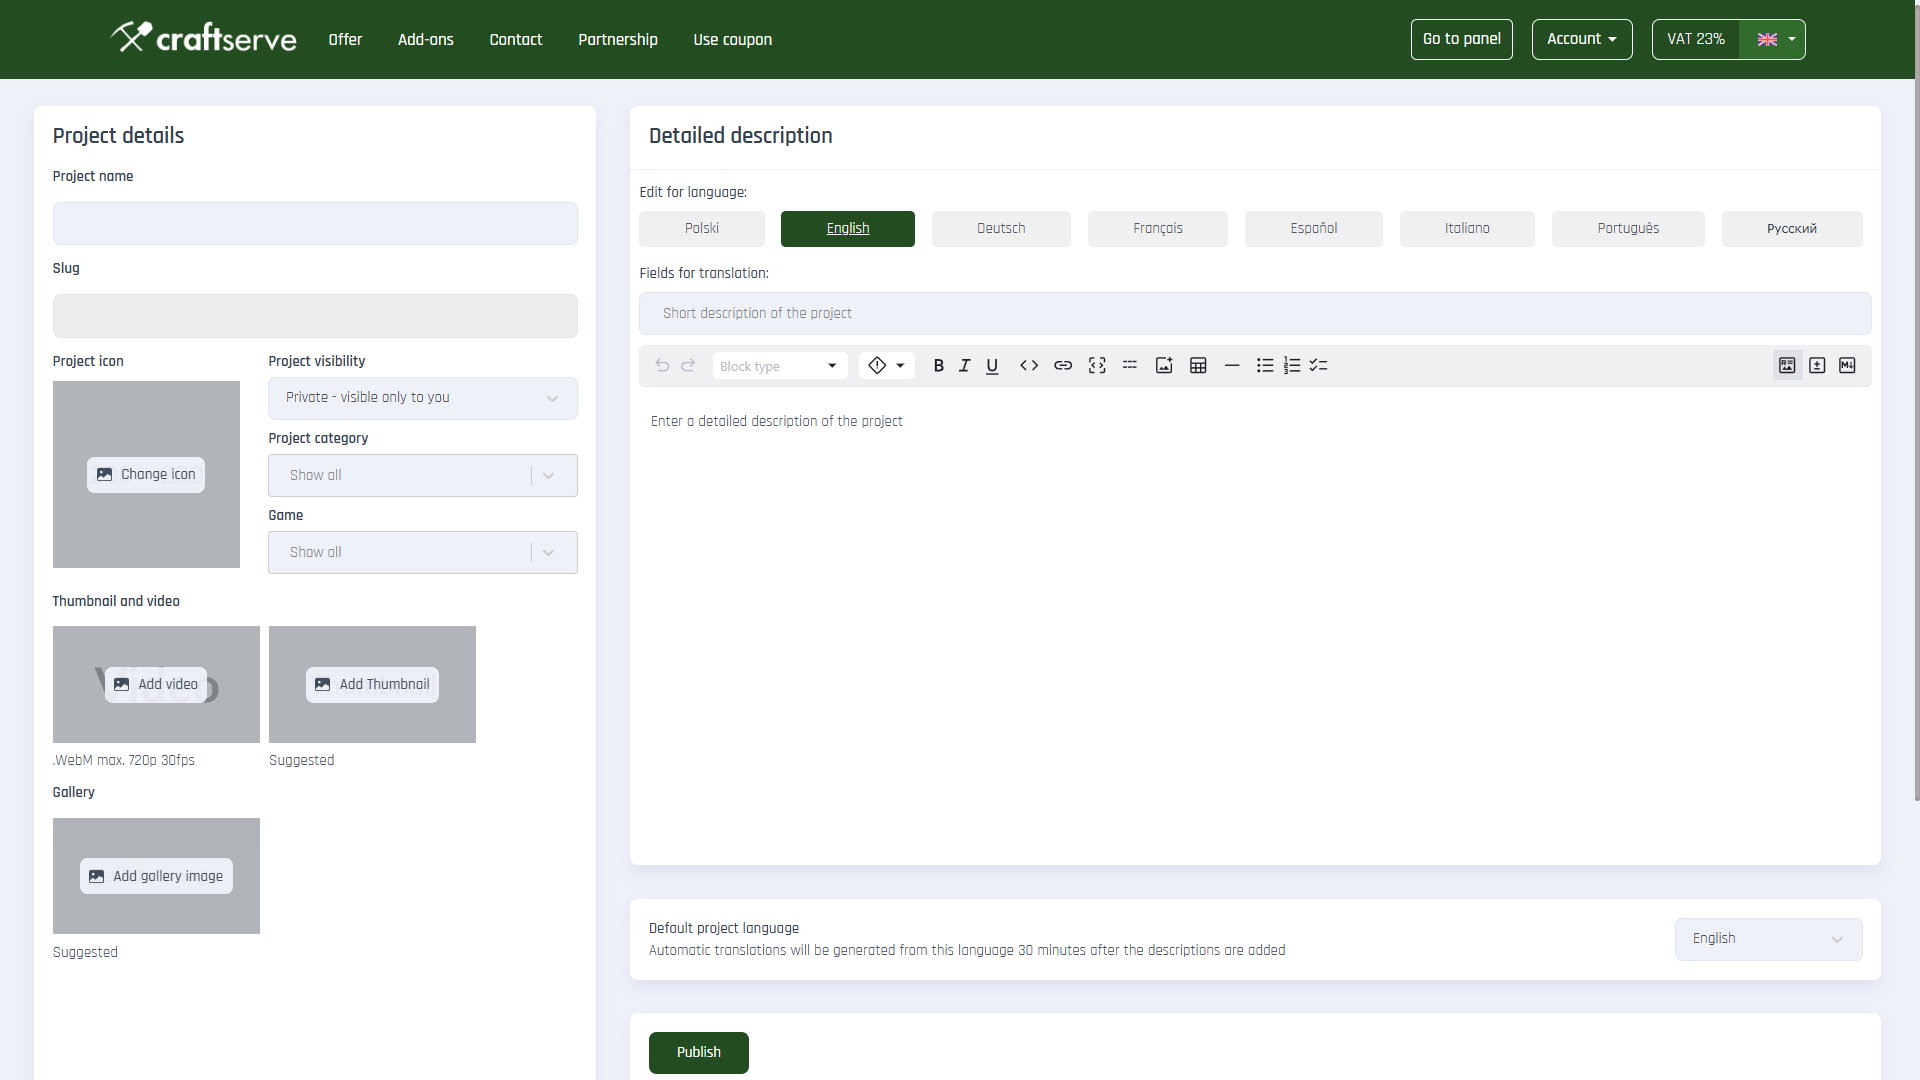 craftserve
Offer
Add-ons
Contact
Partnership
Use coupon
Go to panel
Account
VAT 23%
Project details
Project name
Slug
Project icon
Change icon
Project visibility
Private - visible only to you
Project category
Show all
Game
Show all
Thumbnail and video
Add video
Add Thumbnail
.WebM max. 720p 30fps
Suggested
Gallery
Add gallery image
Suggested
Detailed description
Edit for language:
Polski
English
Deutsch
Français
Español
Italiano
Português
Русский
Fields for translation:
Short description of the project
Block type
Enter a detailed description of the project
Default project language
Automatic translations will be generated from this language 30 minutes after the descriptions are added
English
Publish